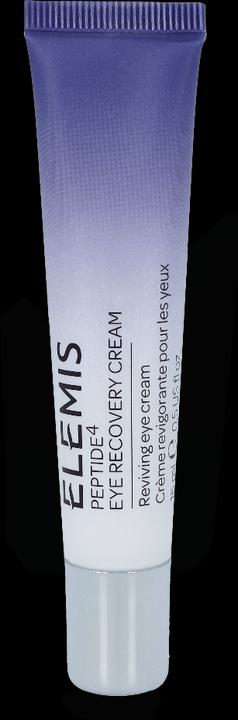 ELEMIS
PEPTIDE⁴
EYE RECOVERY CREAM
Reviving eye cream
Crème revigorante pour les yeux
15 ml ℮ 0.5 US fl oz